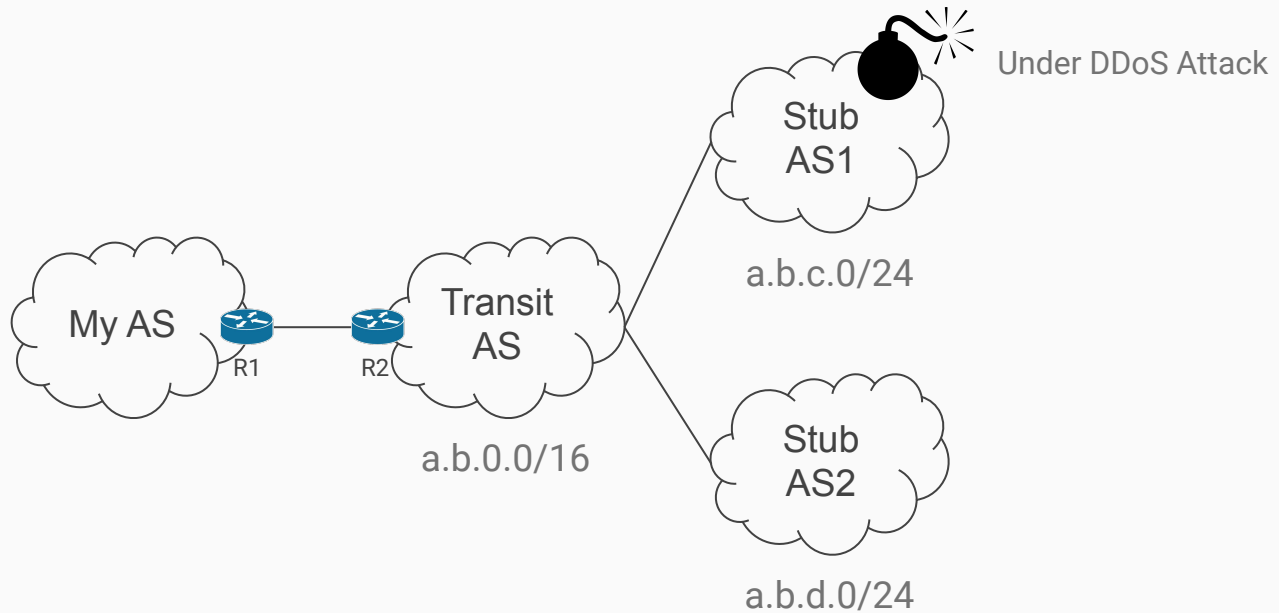 Under DDoS Attack
Stub
AS1
a.b.c.0/24
My AS
R1
R2
Transit
AS
a.b.0.0/16
Stub
AS2
a.b.d.0/24